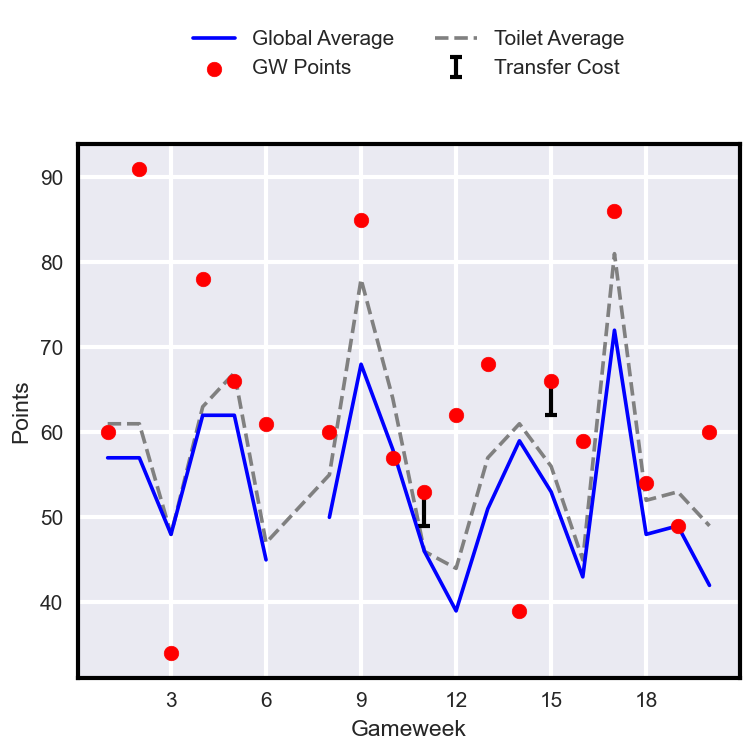 Global Average
Toilet Average
GW Points
Transfer Cost
90
80
70
60
50
40
Points
3 6 9 12 15 18
Gameweek